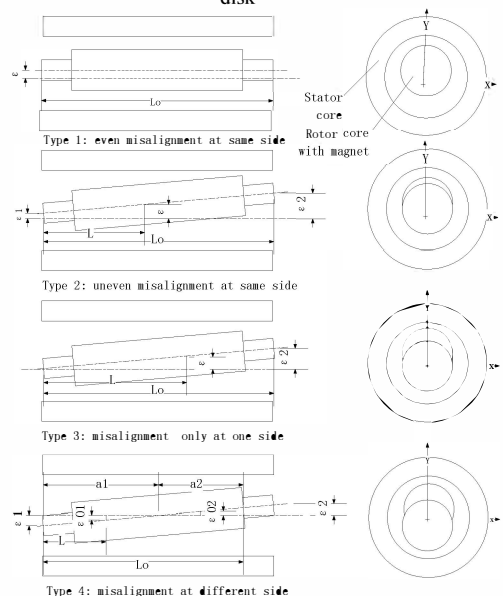 disk
Y
ε
X
Lo
Stator
core
Rotor core
with magnet
Type 1: even misalignment at same side
Y
ε 1
ε
ε 2
X
L
Lo
Type 2: uneven misalignment at same side
Y
ε
ε 2
x
L
Lo
Type 3: misalignment only at one side
Y
a1
a2
ε 1
ε 01
ε 02
ε 2
x
L
Lo
Type 4: misalignment at different side